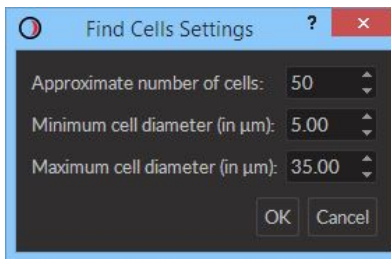 Find Cells Settings ? ×
Approximate number of cells: 50
Minimum cell diameter (in µm): 5.00
Maximum cell diameter (in µm): 35.00
OK Cancel